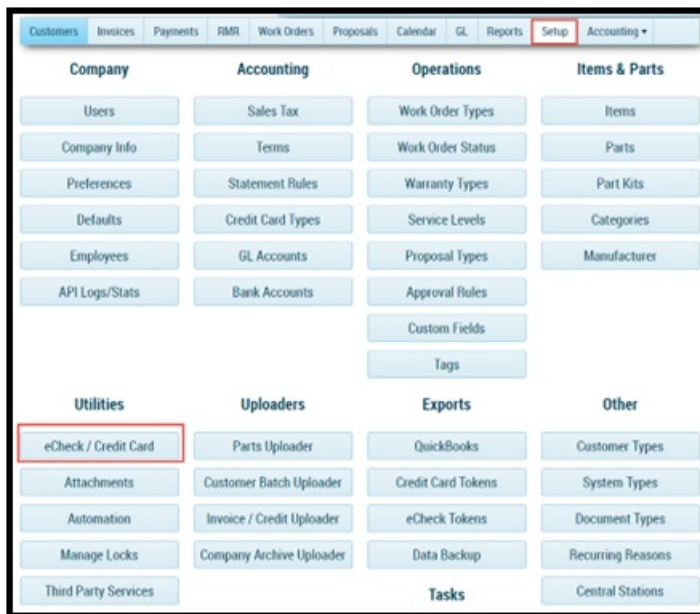 Customers Invoices Payments RMR Work Orders Proposals Calendar GL Reports Setup Accounting
Company Accounting Operations Items & Parts
Users Sales Tax Work Order Types Items
Company Info Terms Work Order Status Parts
Preferences Statement Rules Warranty Types Part Kits
Defaults Credit Card Types Service Levels Categories
Employees GL Accounts Proposal Types Manufacturer
API Logs/Stats Bank Accounts Approval Rules
Custom Fields
Tags
Utilities Uploaders Exports Other
eCheck / Credit Card Parts Uploader QuickBooks Customer Types
Attachments Customer Batch Uploader Credit Card Tokens System Types
Automation Invoice / Credit Uploader eCheck Tokens Document Types
Manage Locks Company Archive Uploader Data Backup Recurring Reasons
Third Party Services Tasks Central Stations